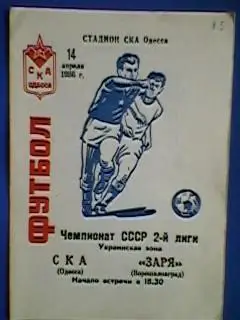 СТАДИОН СКА Одесса
14
апреля
1986 г.
СКА
ОДЕССА
ФУТБОЛ
Чемпионат СССР 2-й лиги
Украинская зона
СКА «ЗАРЯ»
(Одесса) (Ворошиловград)
Начало встречи в 18.30